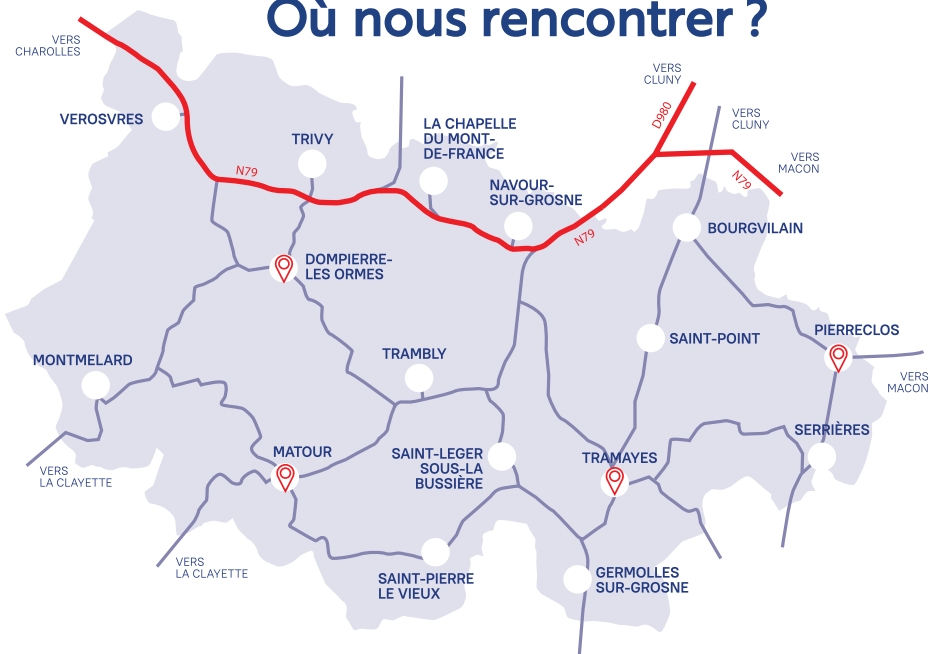 Où nous rencontrer ?
VERS
CHAROLLES
VERS
CLUNY
D980
VERS
CLUNY
VEROSVRES
TRIVY
LA CHAPELLE
DU MONT-
DE-FRANCE
VERS
MACON
N79
N79
NAVOUR-
SUR-GROSNE
N79
BOURGVILAIN
DOMPIERRE-
LES ORMES
PIERRECLOS
SAINT-POINT
MONTMELARD
TRAMBLY
VERS
MACON
SERRIÈRES
MATOUR
SAINT-LEGER
SOUS-LA
BUSSIÈRE
TRAMAYES
VERS
LA CLAYETTE
VERS
LA CLAYETTE
SAINT-PIERRE
LE VIEUX
GERMOLLES
SUR-GROSNE